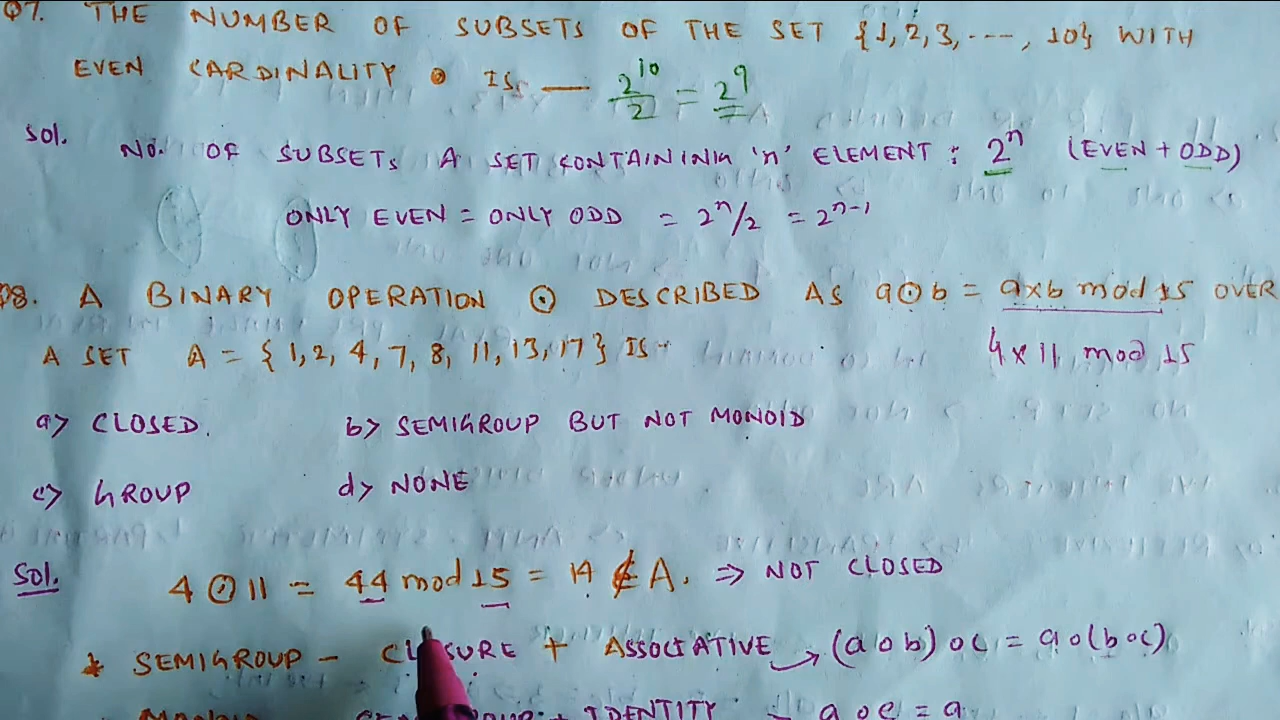 Q7. THE NUMBER OF SUBSETS OF THE SET {1, 2, 3, ---, 10} WITH
EVEN CARDINALITY IS — 2^10/2 = 2^9
Sol. NO. OF SUBSETS A SET CONTAINING 'n' ELEMENT : 2^n (EVEN + ODD)
ONLY EVEN = ONLY ODD = 2^n/2 = 2^n-1
Q8. A BINARY OPERATION ⊙ DESCRIBED AS a⊙b = a×b mod 15 OVER
A SET A = {1, 2, 4, 7, 8, 11, 13, 17} IS
4 × 11 mod 15
a> CLOSED. b> SEMIGROUP BUT NOT MONOID
c> GROUP d> NONE
Sol. 4 ⊙ 11 = 44 mod 15 = 14 ∉ A. ⇒ NOT CLOSED
* SEMIGROUP - CLOSURE + ASSOCIATIVE → (a o b) o c = a o (b o c)
IDENTITY - a o e = a